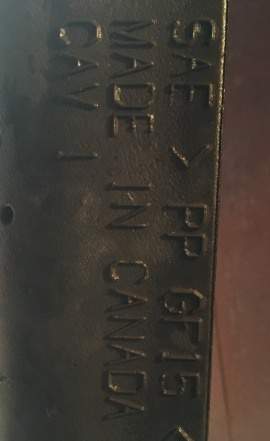 SAE > PP GF15 <
MADE IN CANADA
CAV 1